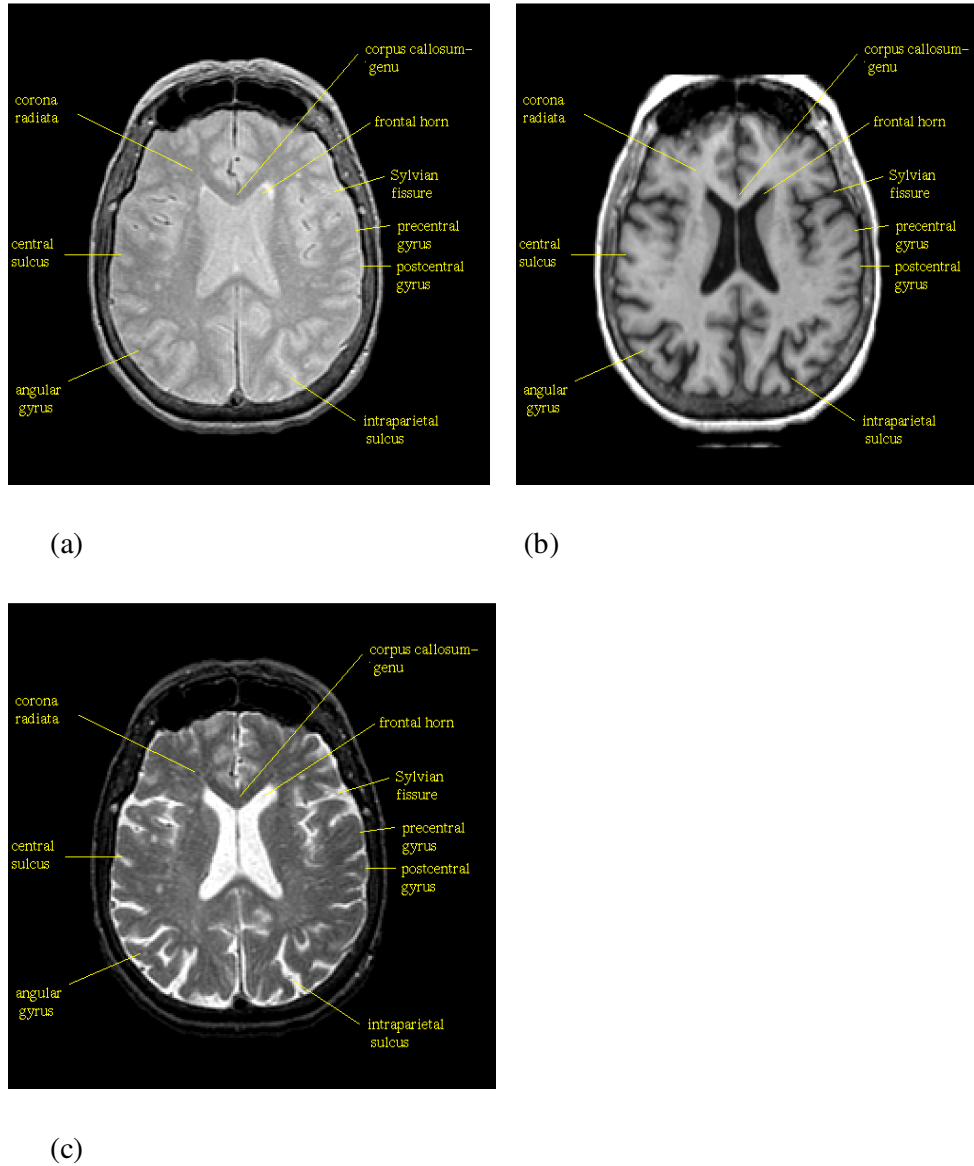 corpus callosum-
genu
corona
radiata
frontal horn
Sylvian
fissure
precentral
gyrus
central
sulcus
postcentral
gyrus
angular
gyrus
intraparietal
sulcus
(a)
corpus callosum-
genu
corona
radiata
frontal horn
Sylvian
fissure
precentral
gyrus
central
sulcus
postcentral
gyrus
angular
gyrus
intraparietal
sulcus
(b)
corpus callosum-
genu
corona
radiata
frontal horn
Sylvian
fissure
precentral
gyrus
central
sulcus
postcentral
gyrus
angular
gyrus
intraparietal
sulcus
(c)